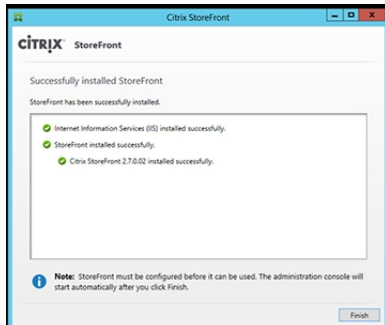 Citrix StoreFront
CITRIX StoreFront
Successfully installed StoreFront
StoreFront has been successfully installed.
Internet Information Services (IIS) installed successfully.
StoreFront installed successfully.
Citrix StoreFront 2.7.0.02 installed successfully.
Note: StoreFront must be configured before it can be used. The administration console will
start automatically after you click Finish.
Finish